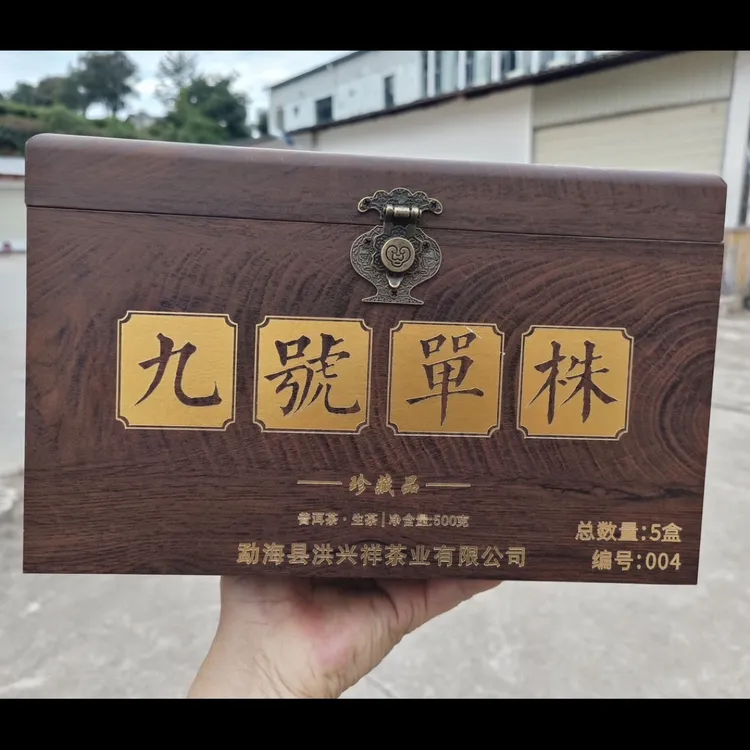 九號單株
珍藏品
普洱茶·生茶|净含量:500克
勐海县洪兴祥茶业有限公司
总数量:5盒
编号:004